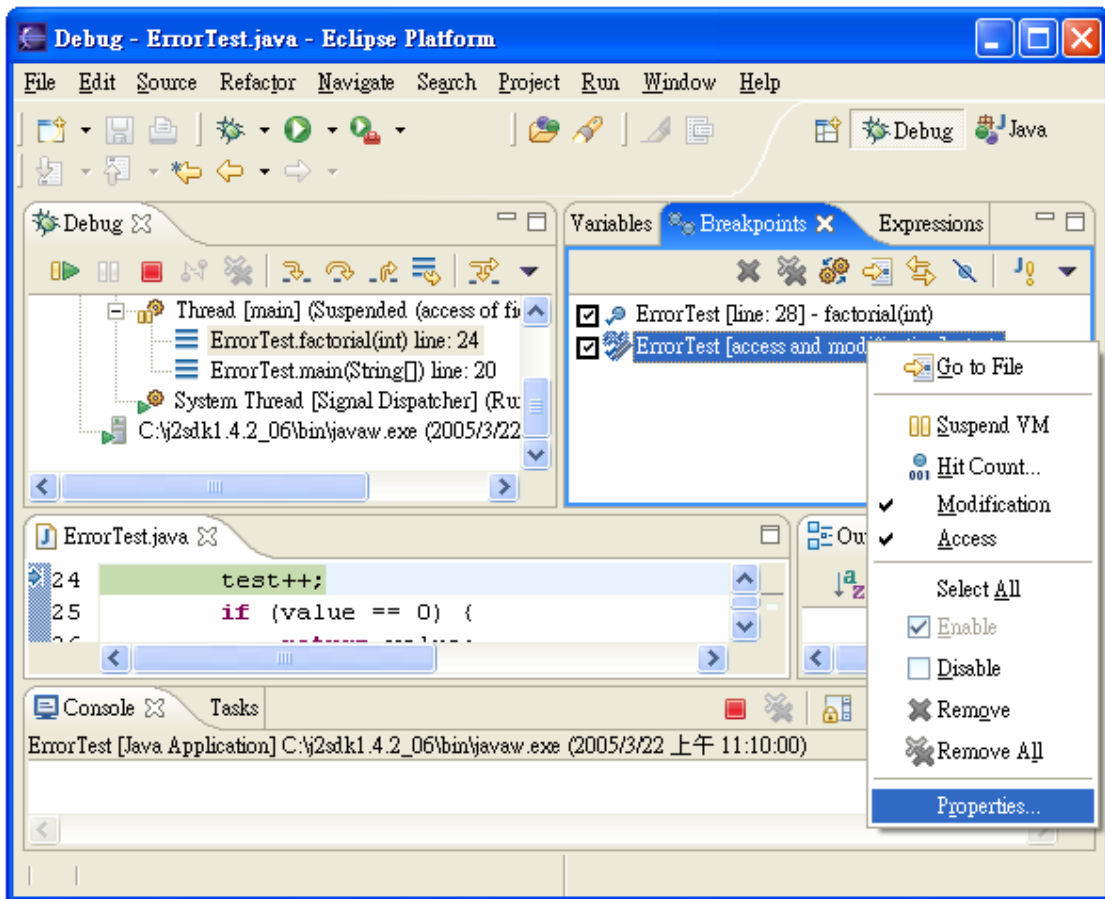 Debug - ErrorTest.java - Eclipse Platform
File Edit Source Refactor Navigate Search Project Run Window Help
Debug Java
Debug
Thread [main] (Suspended (access of fi
ErrorTest.factorial(int) line: 24
ErrorTest.main(String[]) line: 20
System Thread [Signal Dispatcher] (Ru
C:\j2sdk1.4.2_06\bin\javaw.exe (2005/3/22
Variables Breakpoints Expressions
ErrorTest [line: 28] - factorial(int)
ErrorTest [access and
Go to File
Suspend VM
001 Hit Count...
Modification
Access
Select All
Enable
Disable
Remove
Remove All
Properties...
ErrorTest.java
24 test++;
25 if (value == 0) {
Ou
a
z
Console Tasks
ErrorTest [Java Application] C:\j2sdk1.4.2_06\bin\javaw.exe (2005/3/22 上午 11:10:00)